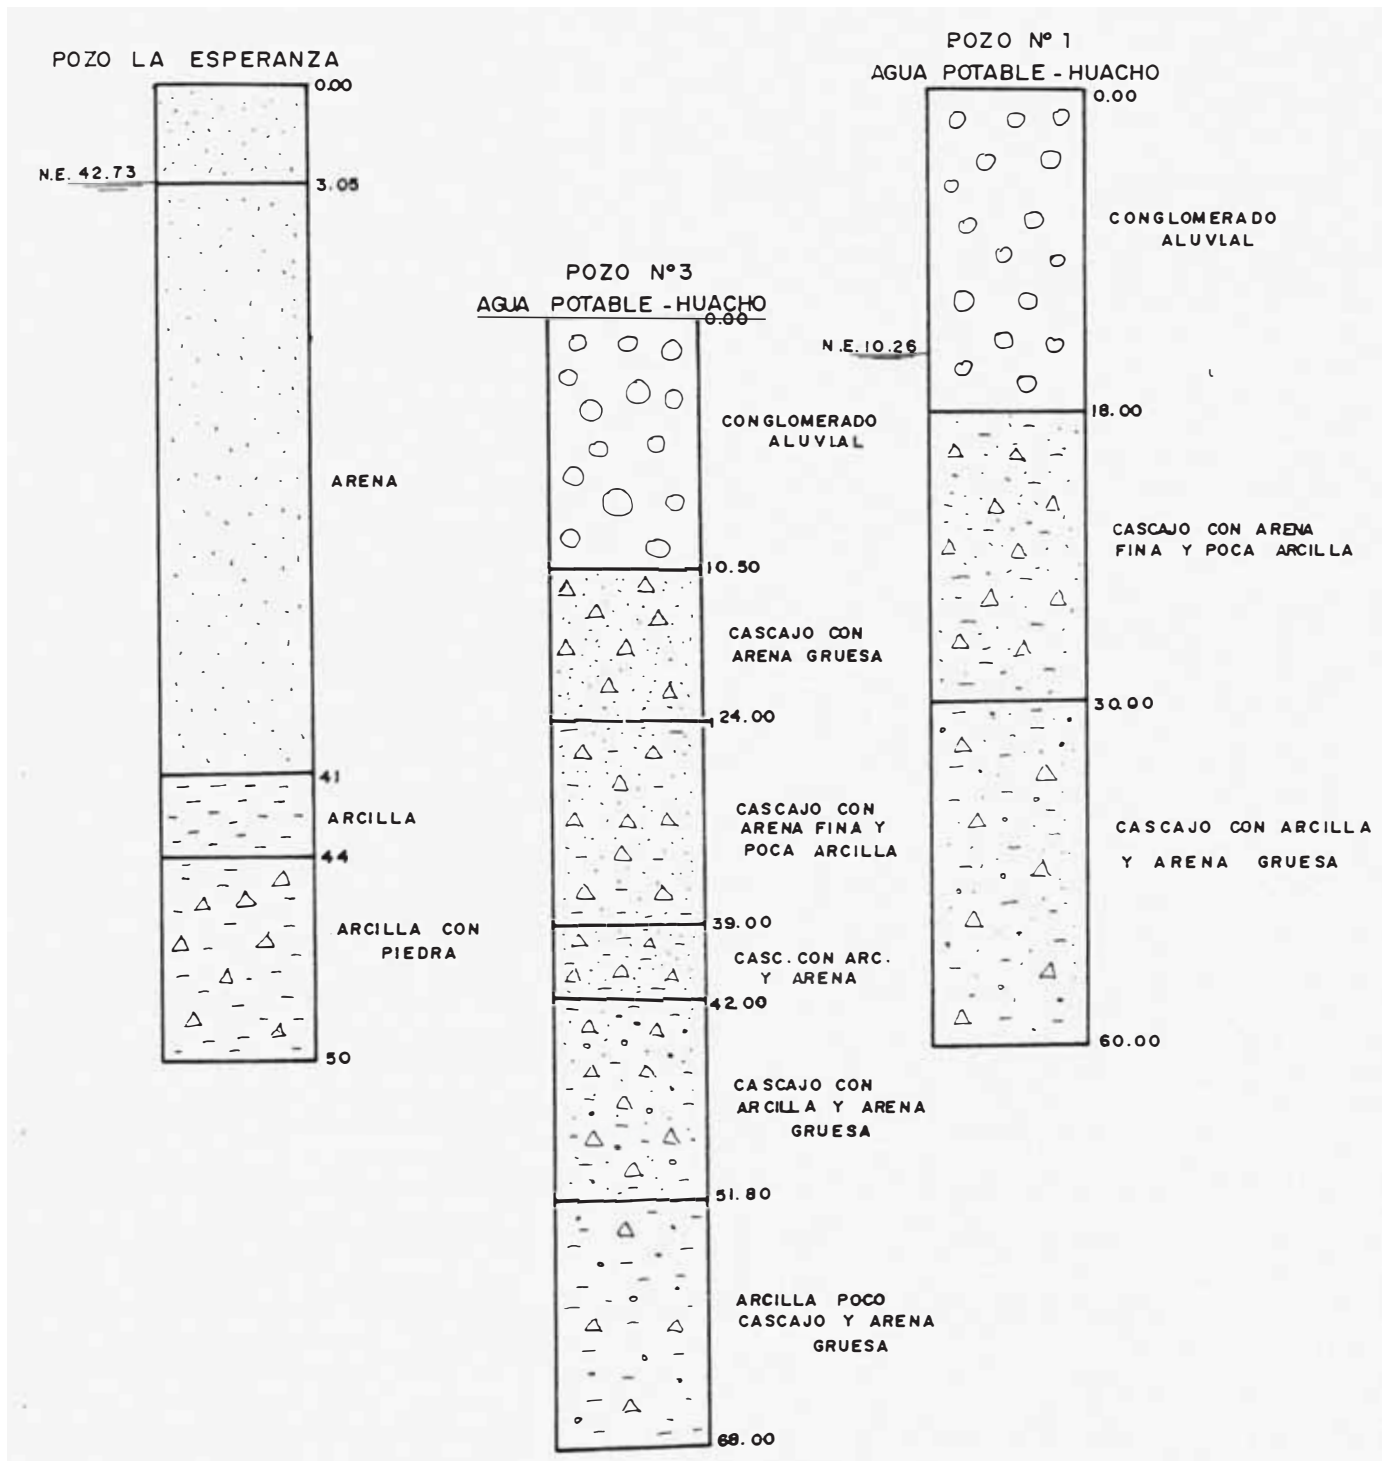 POZO LA ESPERANZA
0.00
N.E. 42.73
3.05
ARENA
41
ARCILLA
44
ARCILLA CON
PIEDRA
50
POZO Nº3
AGUA POTABLE - HUACHO
0.00
CONGLOMERADO
ALUVIAL
10.50
CASCAJO CON
ARENA GRUESA
24.00
CASCAJO CON
ARENA FINA Y
POCA ARCILLA
39.00
CASC. CON ARC.
Y ARENA
42.00
CASCAJO CON
ARCILLA Y ARENA
GRUESA
51.80
ARCILLA POCO
CASCAJO Y ARENA
GRUESA
68.00
POZO Nº 1
AGUA POTABLE - HUACHO
0.00
CONGLOMERADO
ALUVIAL
N.E. 10.26
18.00
CASCAJO CON ARENA
FINA Y POCA ARCILLA
30.00
CASCAJO CON ARCILLA
Y ARENA GRUESA
60.00